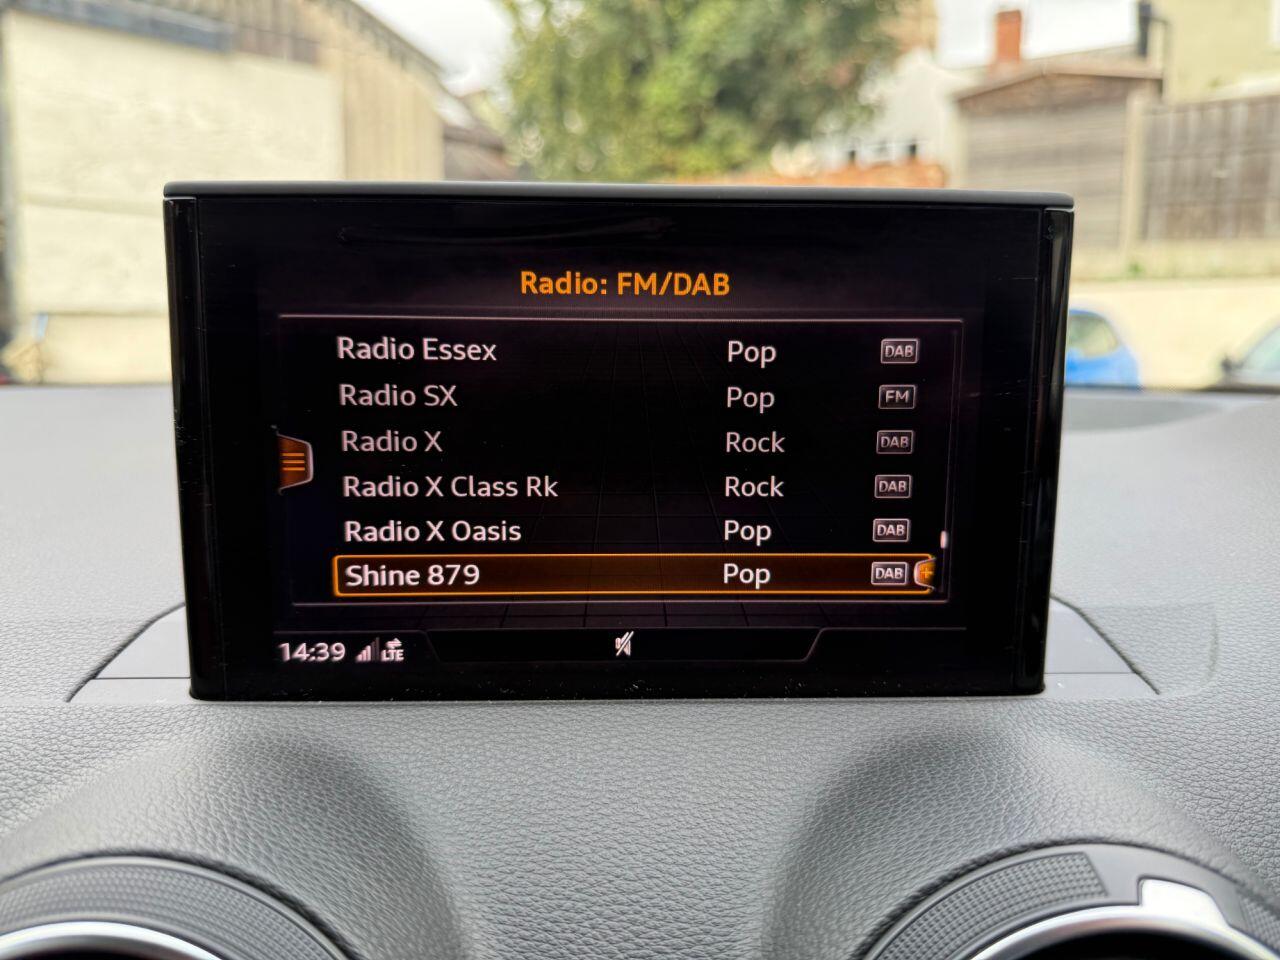 Radio: FM/DAB
Radio Essex Pop DAB
Radio SX Pop FM
Radio X Rock DAB
Radio X Class Rk Rock DAB
Radio X Oasis Pop DAB
Shine 879 Pop DAB +
14:39 LTE